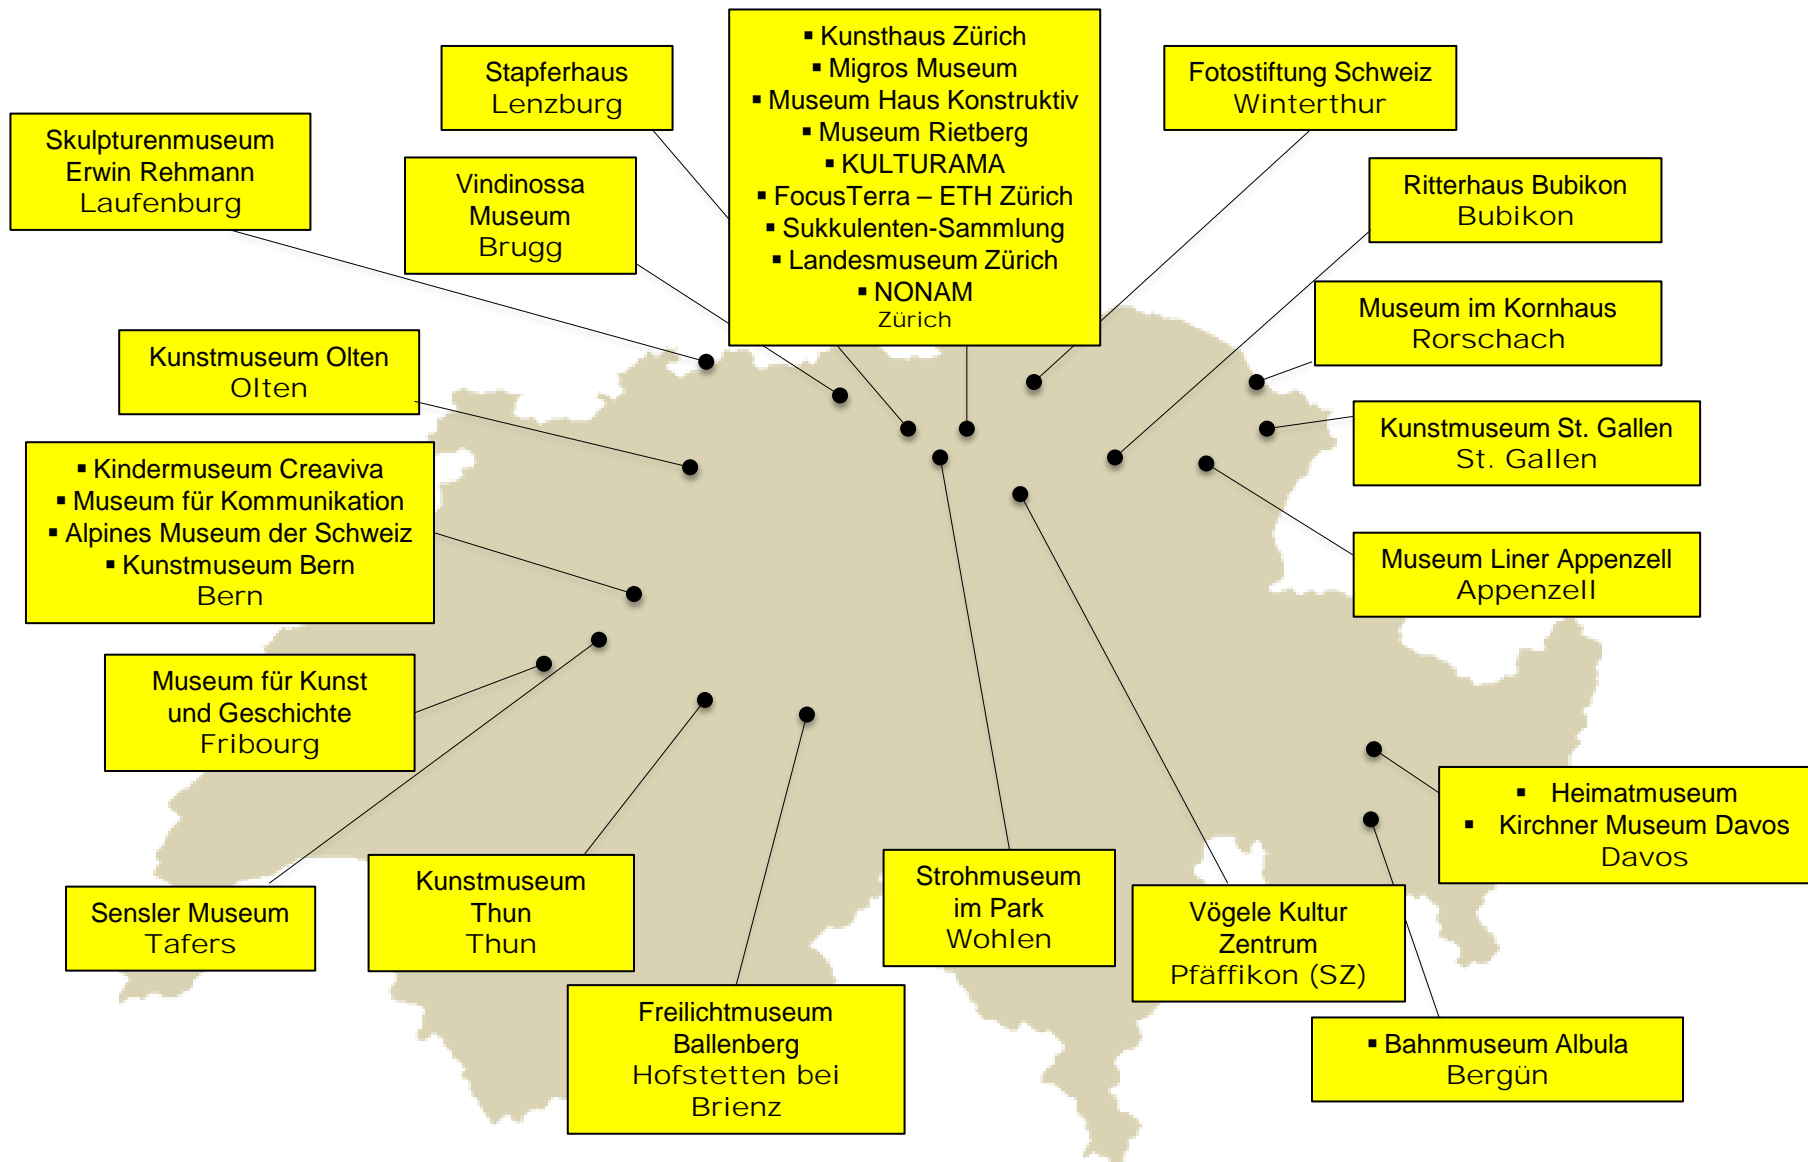 ▪ Kunsthaus Zürich
▪ Migros Museum
▪ Museum Haus Konstruktiv
▪ Museum Rietberg
▪ KULTURAMA
▪ FocusTerra – ETH Zürich
▪ Sukkulenten-Sammlung
▪ Landesmuseum Zürich
▪ NONAM
Zürich
Stapferhaus
Lenzburg
Fotostiftung Schweiz
Winterthur
Skulpturenmuseum
Erwin Rehmann
Laufenburg
Vindinossa
Museum
Brugg
Ritterhaus Bubikon
Bubikon
Museum im Kornhaus
Rorschach
Kunstmuseum Olten
Olten
Kunstmuseum St. Gallen
St. Gallen
▪ Kindermuseum Creaviva
▪ Museum für Kommunikation
▪ Alpines Museum der Schweiz
▪ Kunstmuseum Bern
Bern
Museum Liner Appenzell
Appenzell
Museum für Kunst
und Geschichte
Fribourg
▪ Heimatmuseum
▪ Kirchner Museum Davos
Davos
Sensler Museum
Tafers
Kunstmuseum
Thun
Thun
Strohmuseum
im Park
Wohlen
Vögele Kultur
Zentrum
Pfäffikon (SZ)
Freilichtmuseum
Ballenberg
Hofstetten bei
Brienz
▪ Bahnmuseum Albula
Bergün